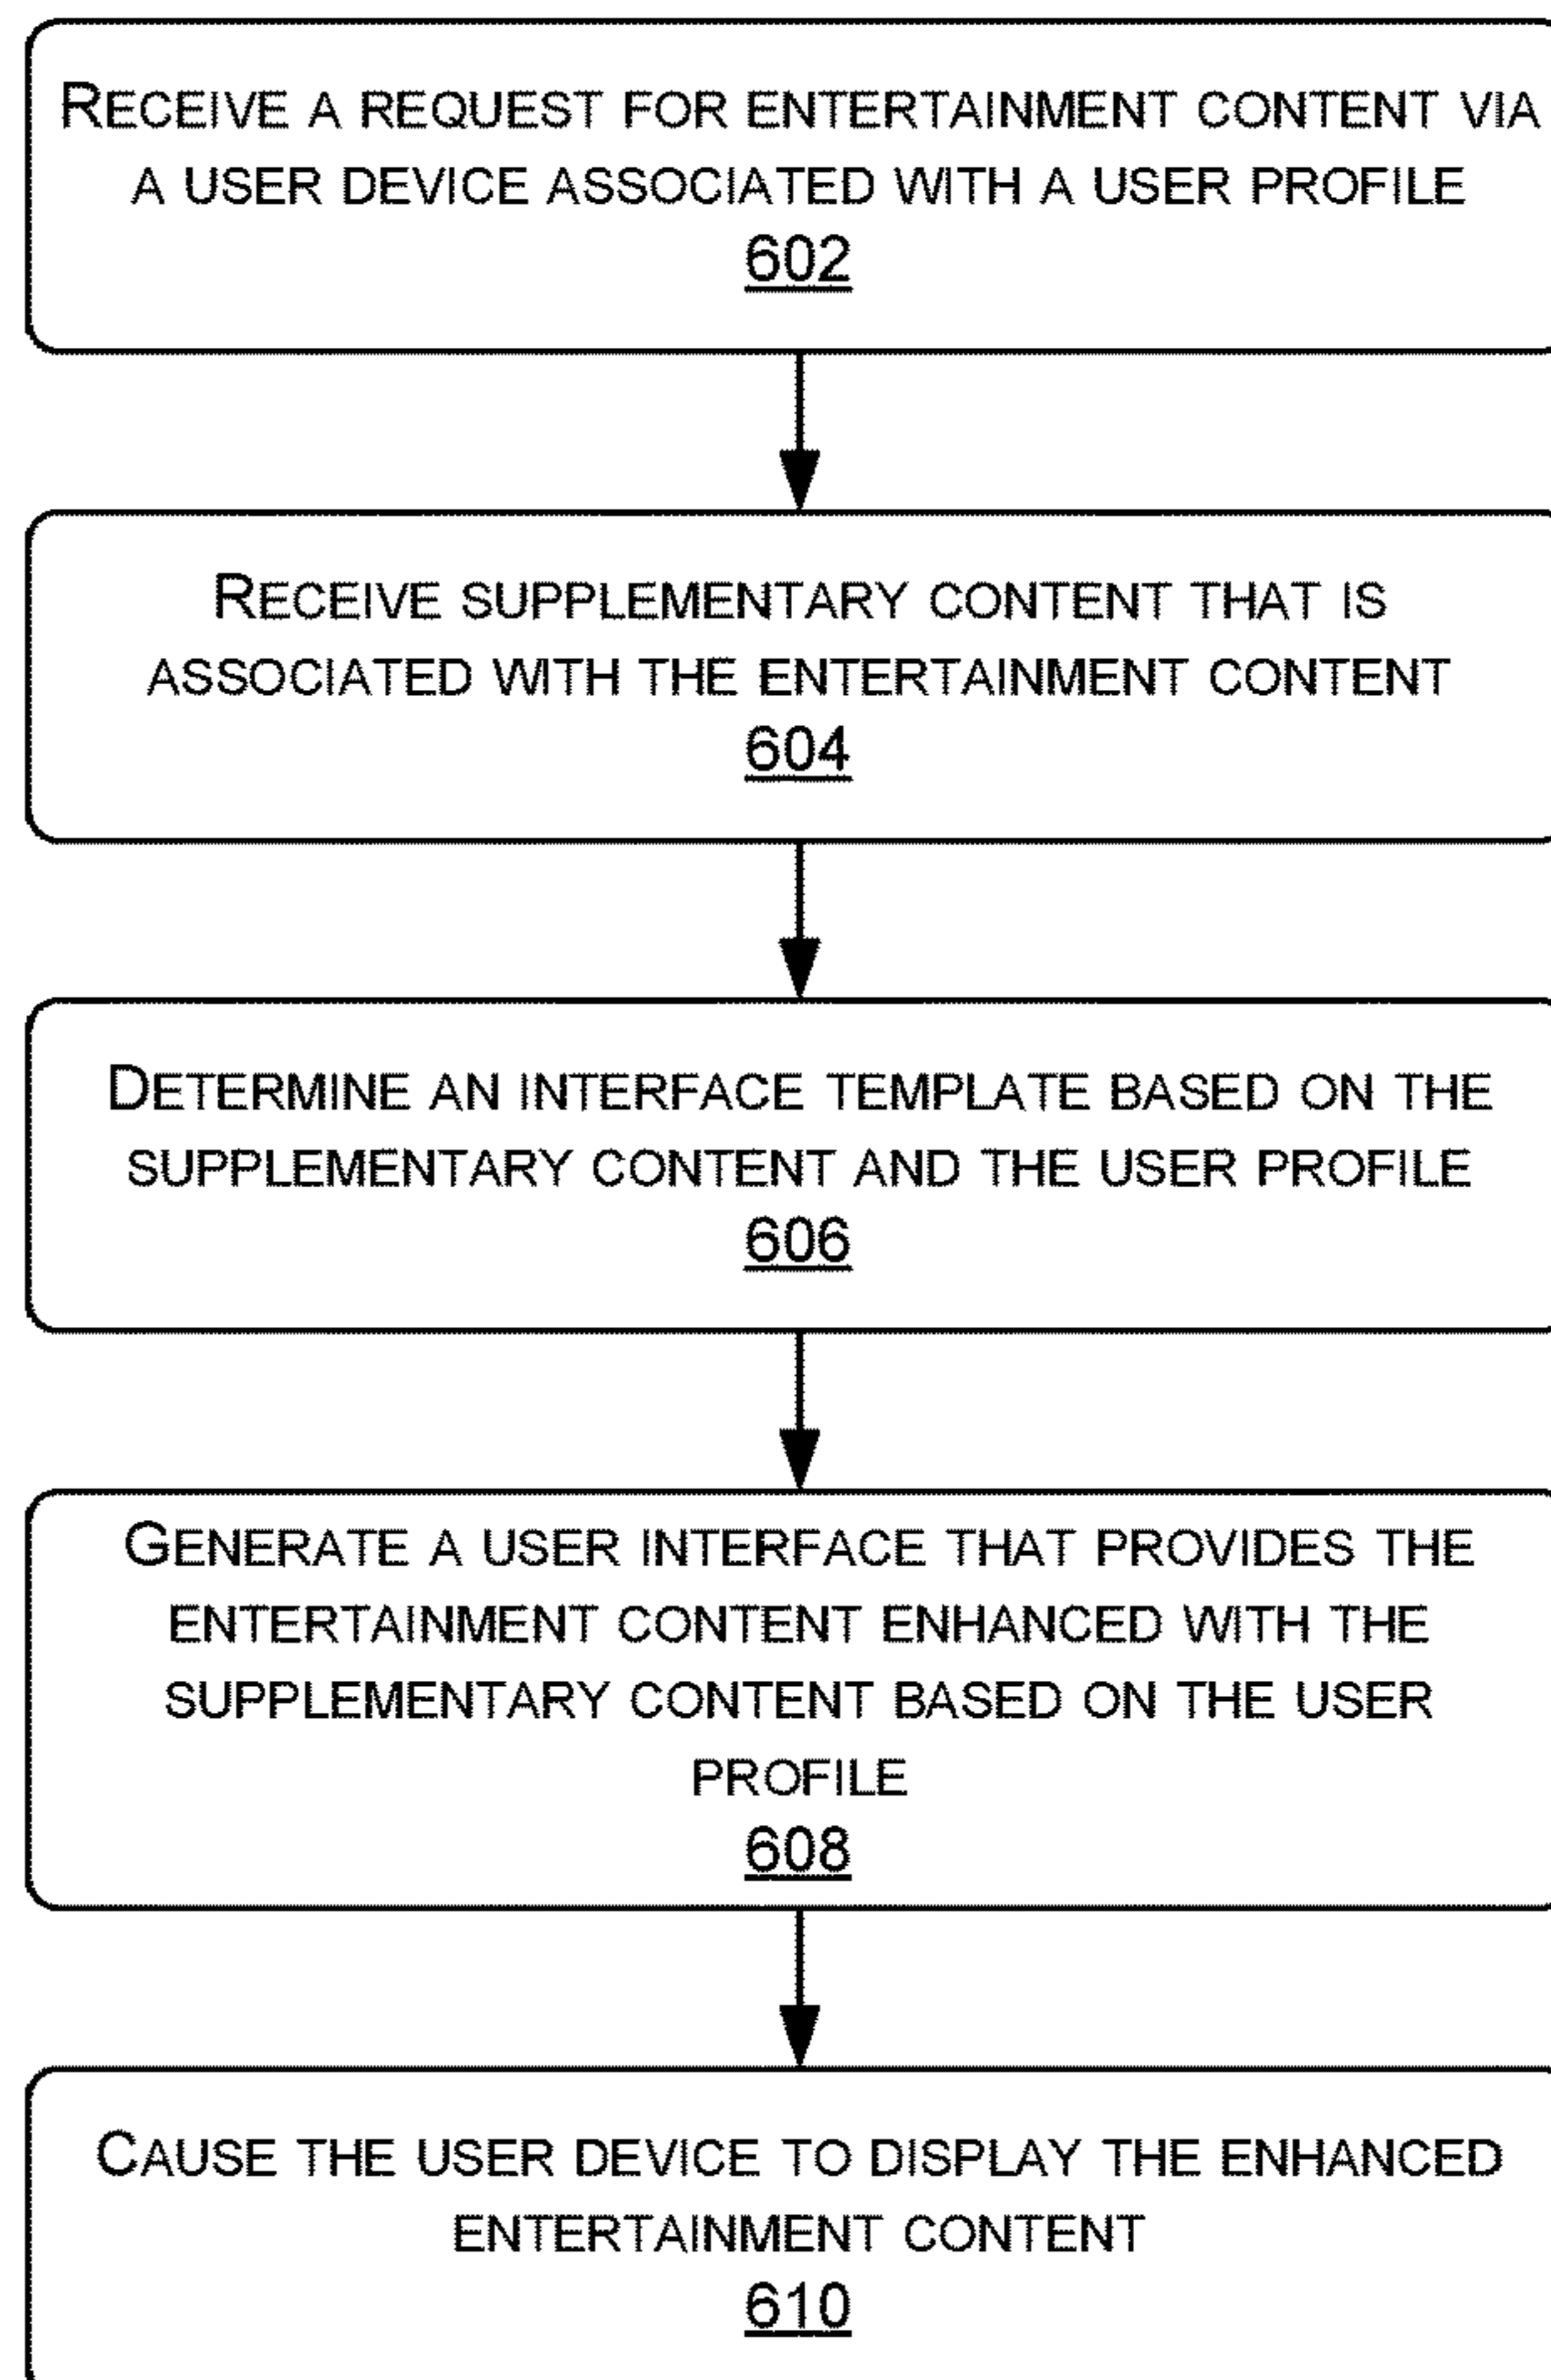 RECEIVE A REQUEST FOR ENTERTAINMENT CONTENT VIA
A USER DEVICE ASSOCIATED WITH A USER PROFILE
602
RECEIVE SUPPLEMENTARY CONTENT THAT IS
ASSOCIATED WITH THE ENTERTAINMENT CONTENT
604
DETERMINE AN INTERFACE TEMPLATE BASED ON THE
SUPPLEMENTARY CONTENT AND THE USER PROFILE
606
GENERATE A USER INTERFACE THAT PROVIDES THE
ENTERTAINMENT CONTENT ENHANCED WITH THE
SUPPLEMENTARY CONTENT BASED ON THE USER
PROFILE
608
CAUSE THE USER DEVICE TO DISPLAY THE ENHANCED
ENTERTAINMENT CONTENT
610